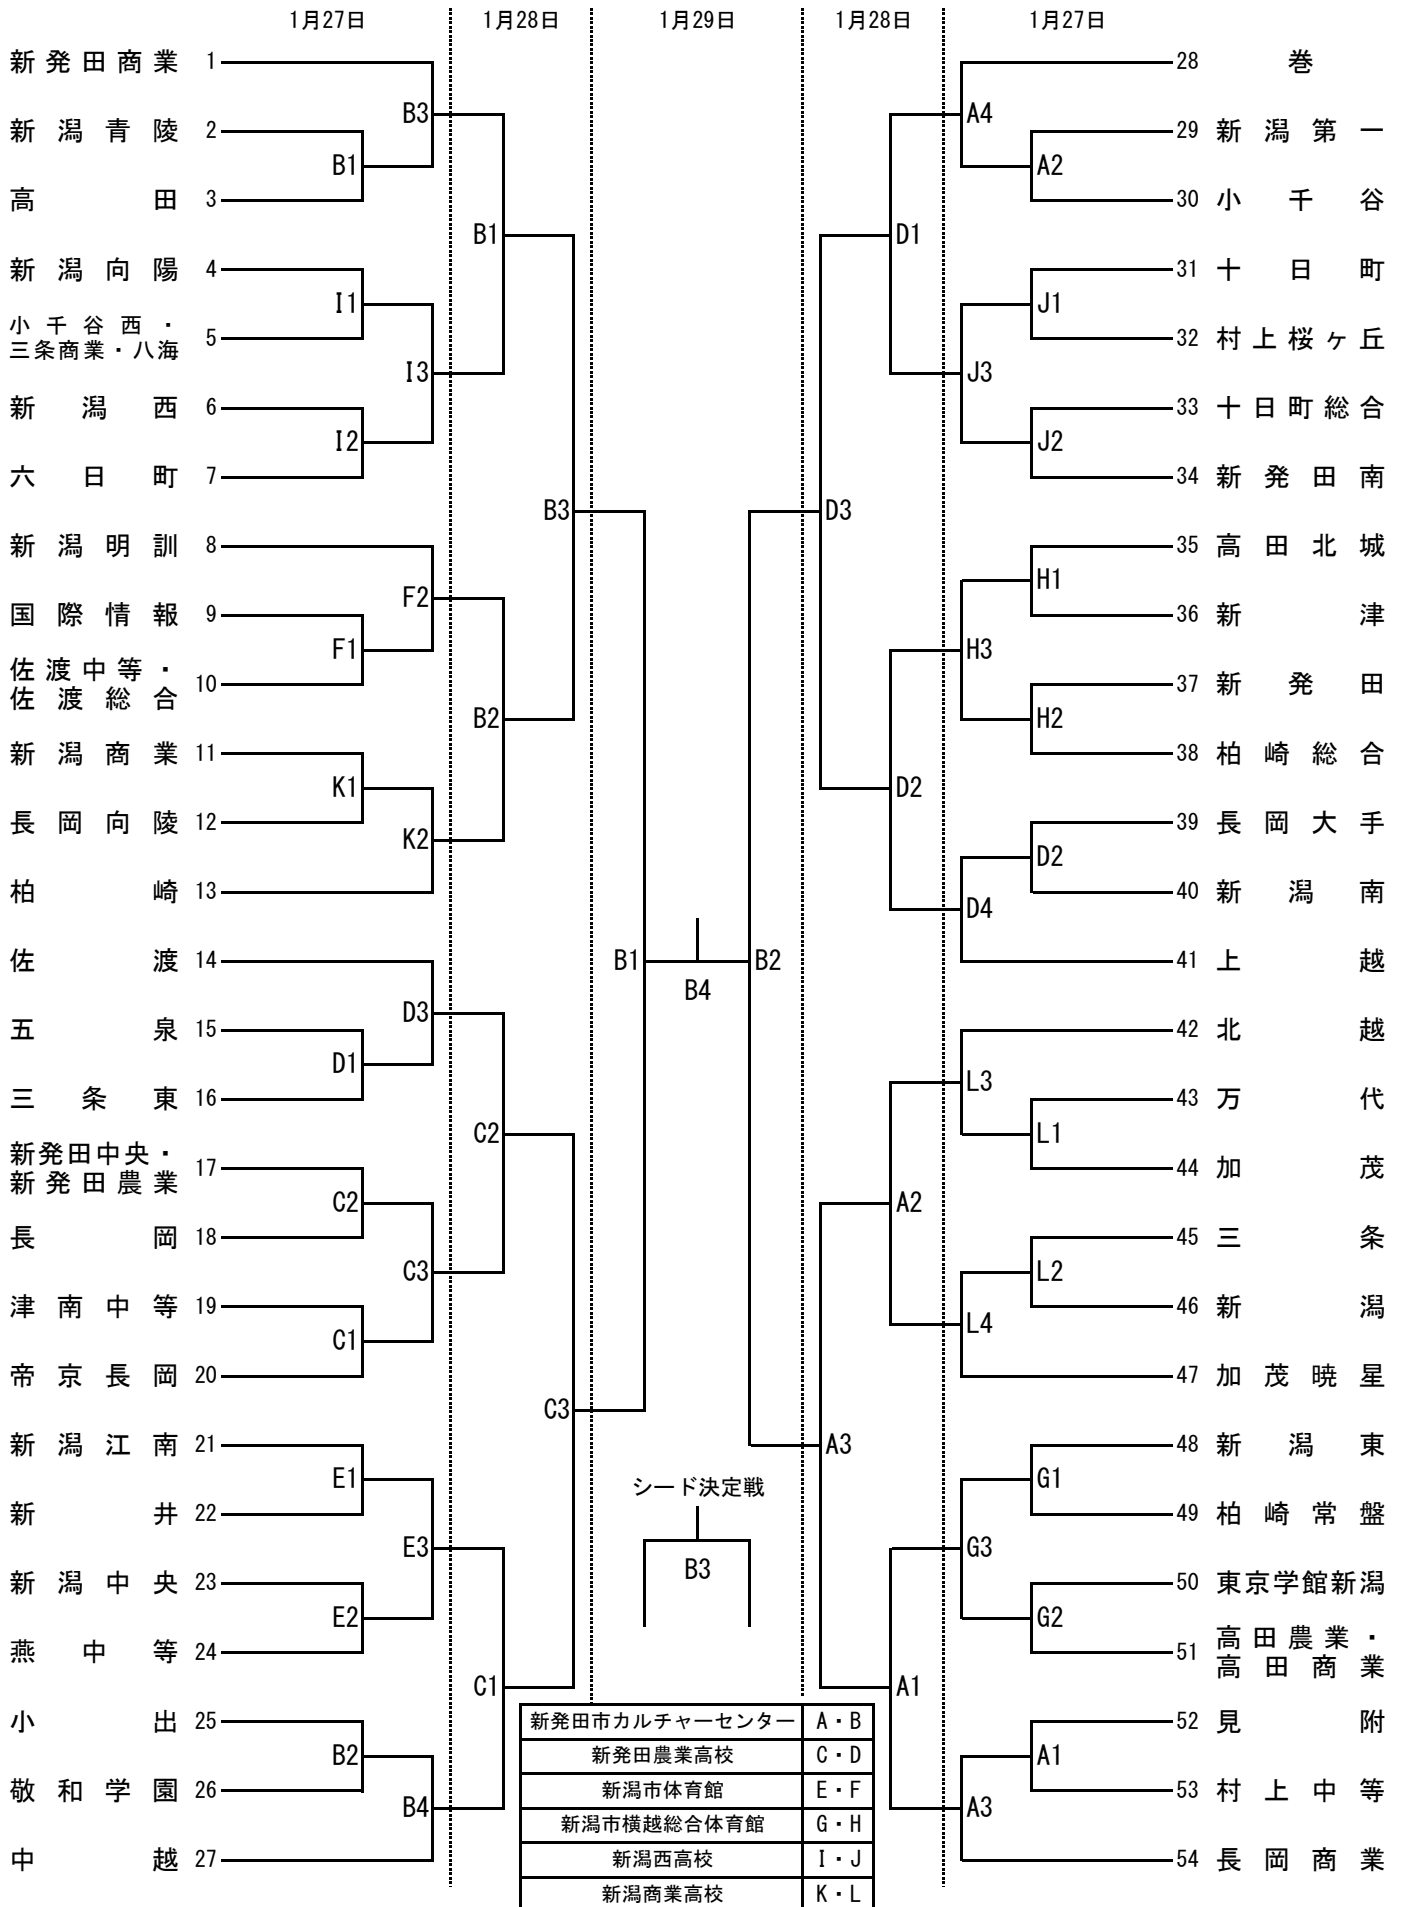 1月27日 1月28日 1月29日 1月28日 1月27日
新発田商業 1
B3
新潟青陵 2
B1
高田 3
B1
新潟向陽 4
I1
小千谷西・
三条商業・八海 5
I3
新潟西 6
I2
六日町 7
B3
新潟明訓 8
F2
国際情報 9
F1
佐渡中等・
佐渡総合 10
B2
新潟商業 11
K1
長岡向陵 12
K2
柏崎 13
B1
佐渡 14
D3
五泉 15
D1
三条東 16
C2
新発田中央・
新発田農業 17
C2
長岡 18
C3
津南中等 19
C1
帝京長岡 20
C3
新潟江南 21
E1
新井 22
E3
新潟中央 23
E2
燕中等 24
C1
小出 25
B2
敬和学園 26
B4
中越 27
B4
シード決定戦
B3
28 巻
A4
29 新潟第一
A2
30 小千谷
D1
31 十日町
J1
32 村上桜ヶ丘
J3
33 十日町総合
J2
34 新発田南
D3
35 高田北城
H1
36 新津
H3
37 新発田
H2
38 柏崎総合
D2
39 長岡大手
D2
40 新潟南
D4
41 上越
B2
42 北越
L3
43 万代
L1
44 加茂
A2
45 三条
L2
46 新潟
L4
47 加茂暁星
A3
48 新潟東
G1
49 柏崎常盤
G3
50 東京学館新潟
G2
51 高田農業・
高田商業
A1
52 見附
A1
53 村上中等
A3
54 長岡商業
新発田市カルチャーセンター A・B
新発田農業高校 C・D
新潟市体育館 E・F
新潟市横越総合体育館 G・H
新潟西高校 I・J
新潟商業高校 K・L